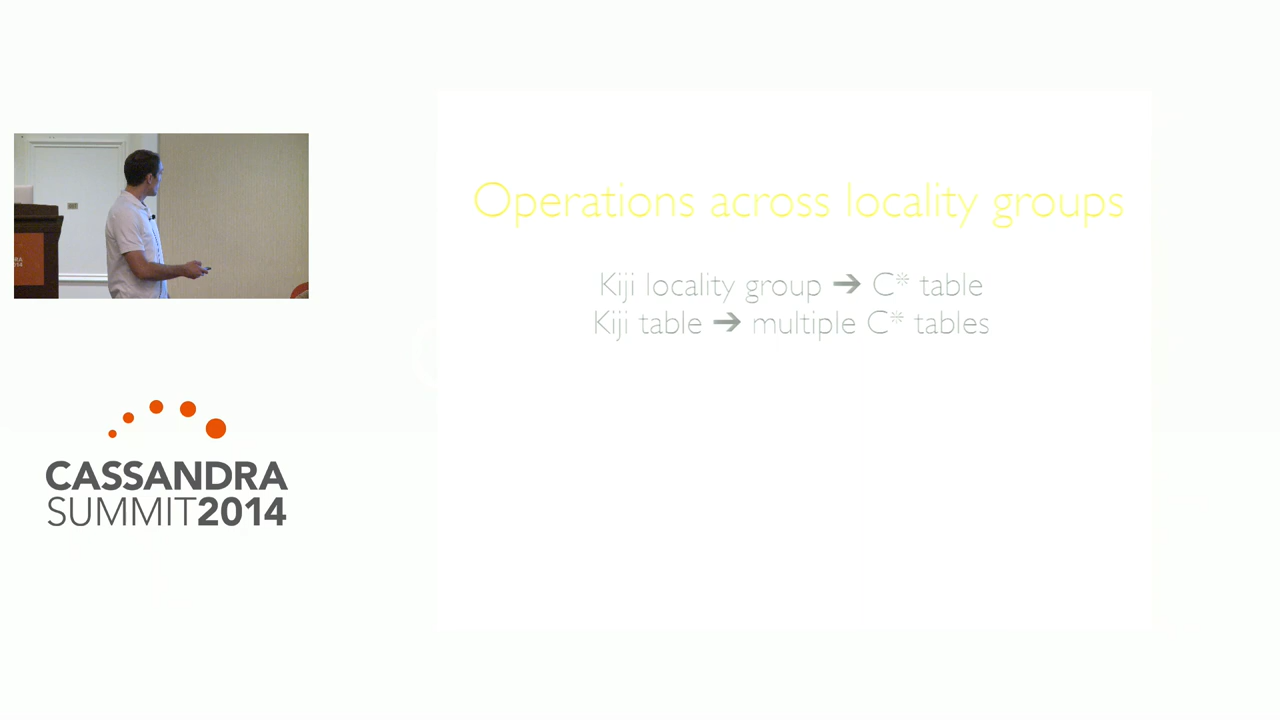 Operations across locality groups
Kiji locality group ➔ C* table
Kiji table ➔ multiple C* tables
CASSANDRA
SUMMIT2014